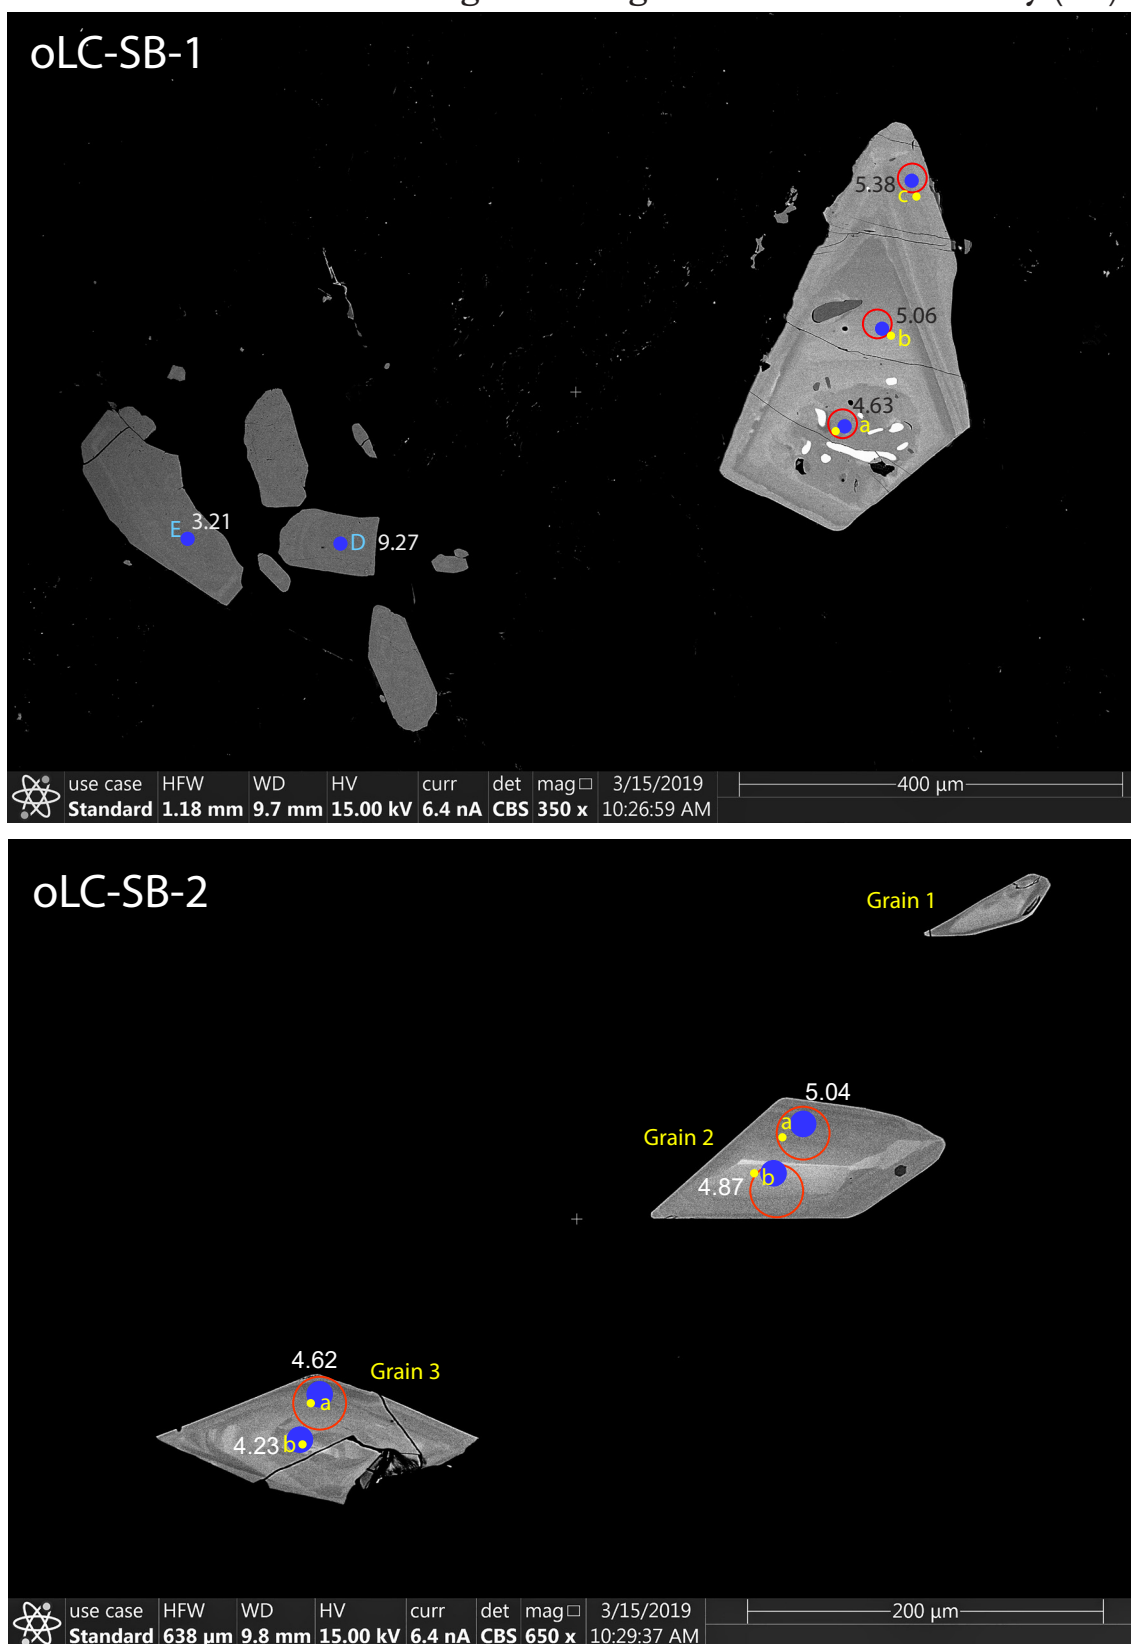 oLC-SB-1
5.38
c
5.06
b
4.63
a
E 3.21
D 9.27
use case HFW WD HV curr det mag□ 3/15/2019 400 µm
Standard 1.18 mm 9.7 mm 15.00 kV 6.4 nA CBS 350 x 10:26:59 AM
oLC-SB-2
Grain 1
5.04
a
Grain 2
b
4.87
4.62
Grain 3
a
4.23 b
use case HFW WD HV curr det mag□ 3/15/2019 200 µm
Standard 638 µm 9.8 mm 15.00 kV 6.4 nA CBS 650 x 10:29:37 AM